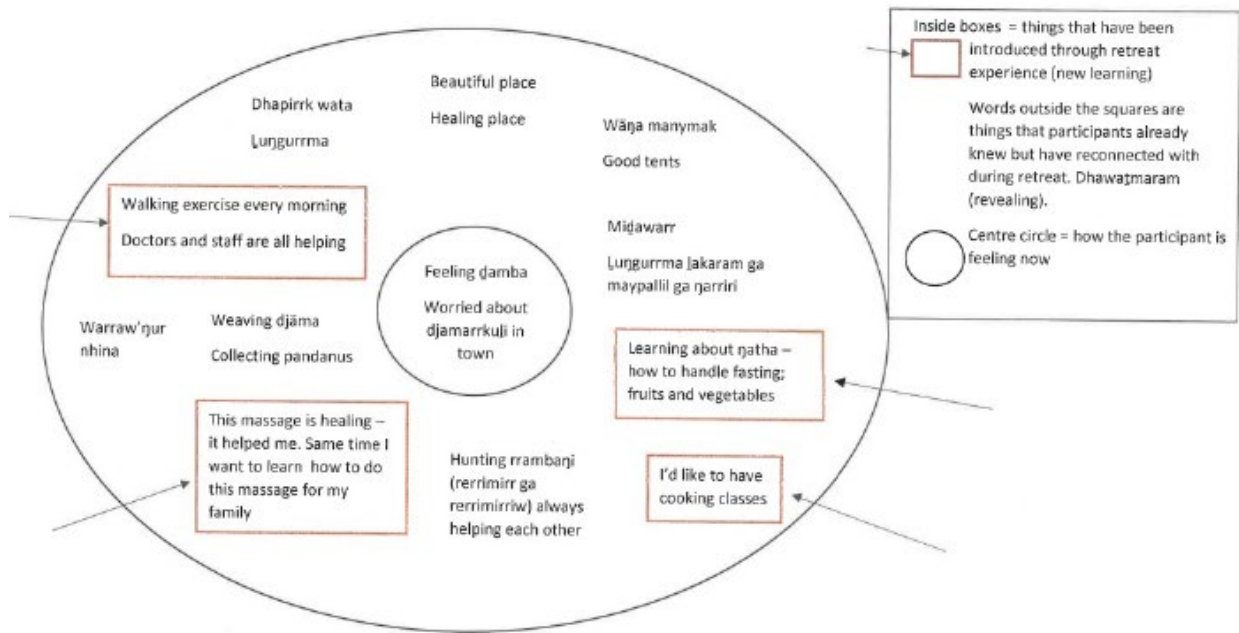 Beautiful place
Healing place
Dhapirrk wata
Ḻuŋgurrma
Wäŋa manymak
Good tents
Walking exercise every morning
Doctors and staff are all helping
Miḏawarr
Ḻuŋgurrma ḻakaram ga
maypallil ga ŋarriri
Feeling ḏamba
Worried about
djamarrkuḻi in
town
Warraw'ŋur
nhina
Weaving djäma
Collecting pandanus
Learning about ŋatha –
how to handle fasting;
fruits and vegetables
This massage is healing –
it helped me. Same time I
want to learn how to do
this massage for my
family
Hunting rrambaŋi
(rerrimirr ga
rerrimirriw) always
helping each other
I'd like to have
cooking classes
Inside boxes = things that have been
introduced through retreat
experience (new learning)
Words outside the squares are
things that participants already
knew but have reconnected with
during retreat. Dhawaṯmaram
(revealing).
Centre circle = how the participant is
feeling now